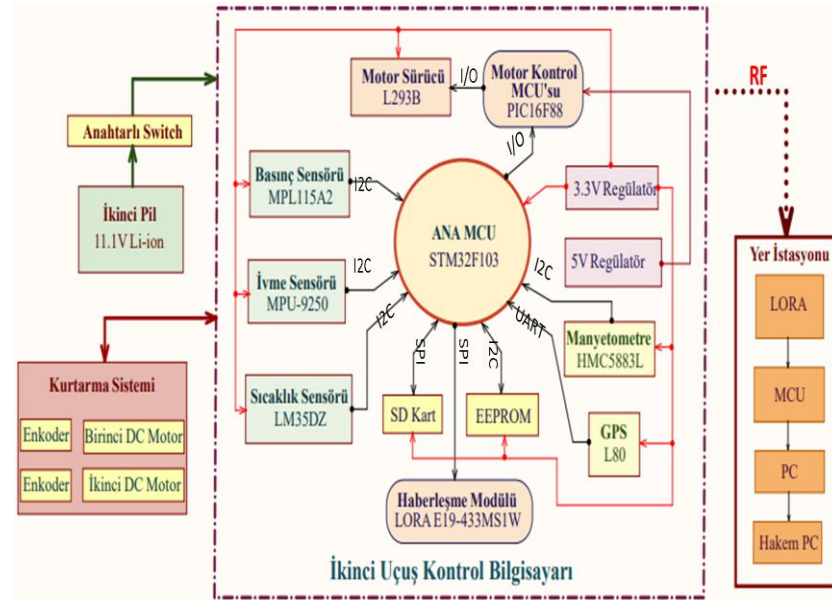 RF
Anahtarlı Switch
İkinci Pil
11.1V Li-ion
Kurtarma Sistemi
Enkoder
Birinci DC Motor
Enkoder
İkinci DC Motor
Motor Sürücü
L293B
I/O
Motor Kontrol
MCU'su
PIC16F88
I/O
Basınç Sensörü
MPL115A2
I2C
ANA MCU
STM32F103
3.3V Regülatör
5V Regülatör
İvme Sensörü
MPU-9250
I2C
I2C
Manyetometre
HMC5883L
Sıcaklık Sensörü
LM35DZ
I2C
SPI
SPI
I2C
UART
SD Kart
EEPROM
GPS
L80
Haberleşme Modülü
LORA E19-433MS1W
İkinci Uçuş Kontrol Bilgisayarı
Yer İstasyonu
LORA
MCU
PC
Hakem PC